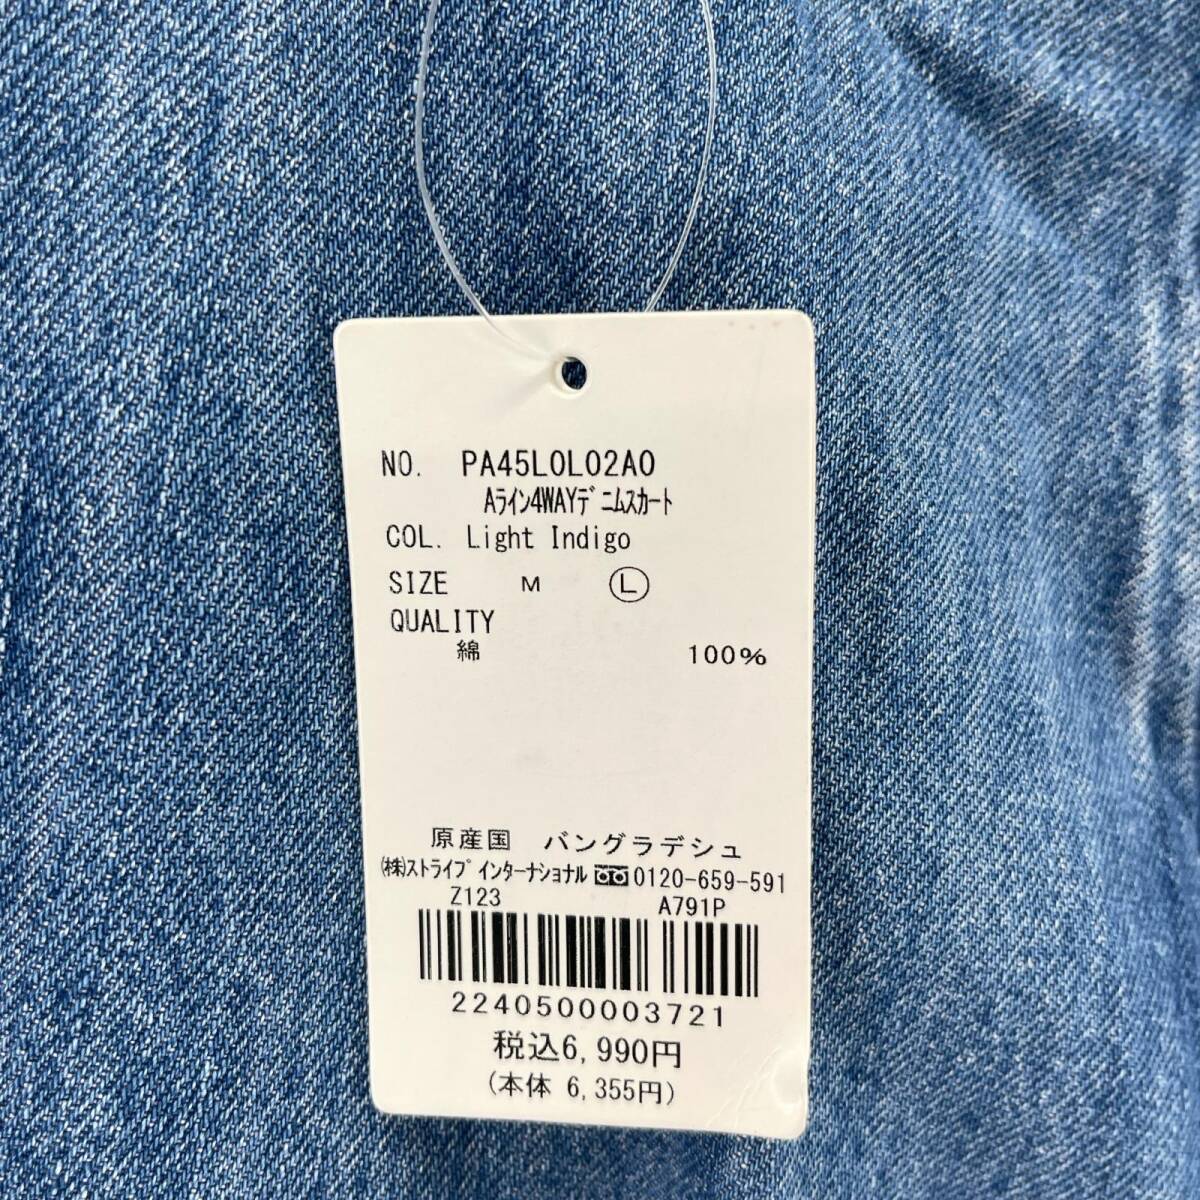 NO. PA45L0L02A0
Aﾗｲﾝ4WAYﾃﾞﾆﾑｽｶｰﾄ
COL. Light Indigo
SIZE M Ⓛ
QUALITY
綿 100%
原産国 バングラデシュ
㈱ｽﾄﾗｲﾌﾟｲﾝﾀｰﾅｼｮﾅﾙ 0120-659-591
Z123 A791P
2240500003721
税込6,990円
(本体 6,355円)